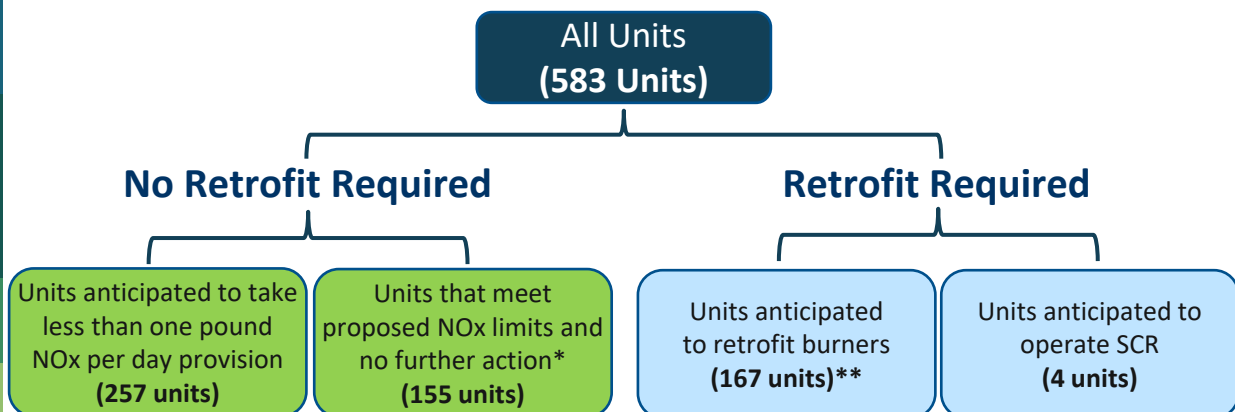 All Units
(583 Units)
No Retrofit Required
Retrofit Required
Units anticipated to take
less than one pound
NOx per day provision
(257 units)
Units that meet
proposed NOx limits and
no further action*
(155 units)
Units anticipated
to retrofit burners
(167 units)**
Units anticipated to
operate SCR
(4 units)